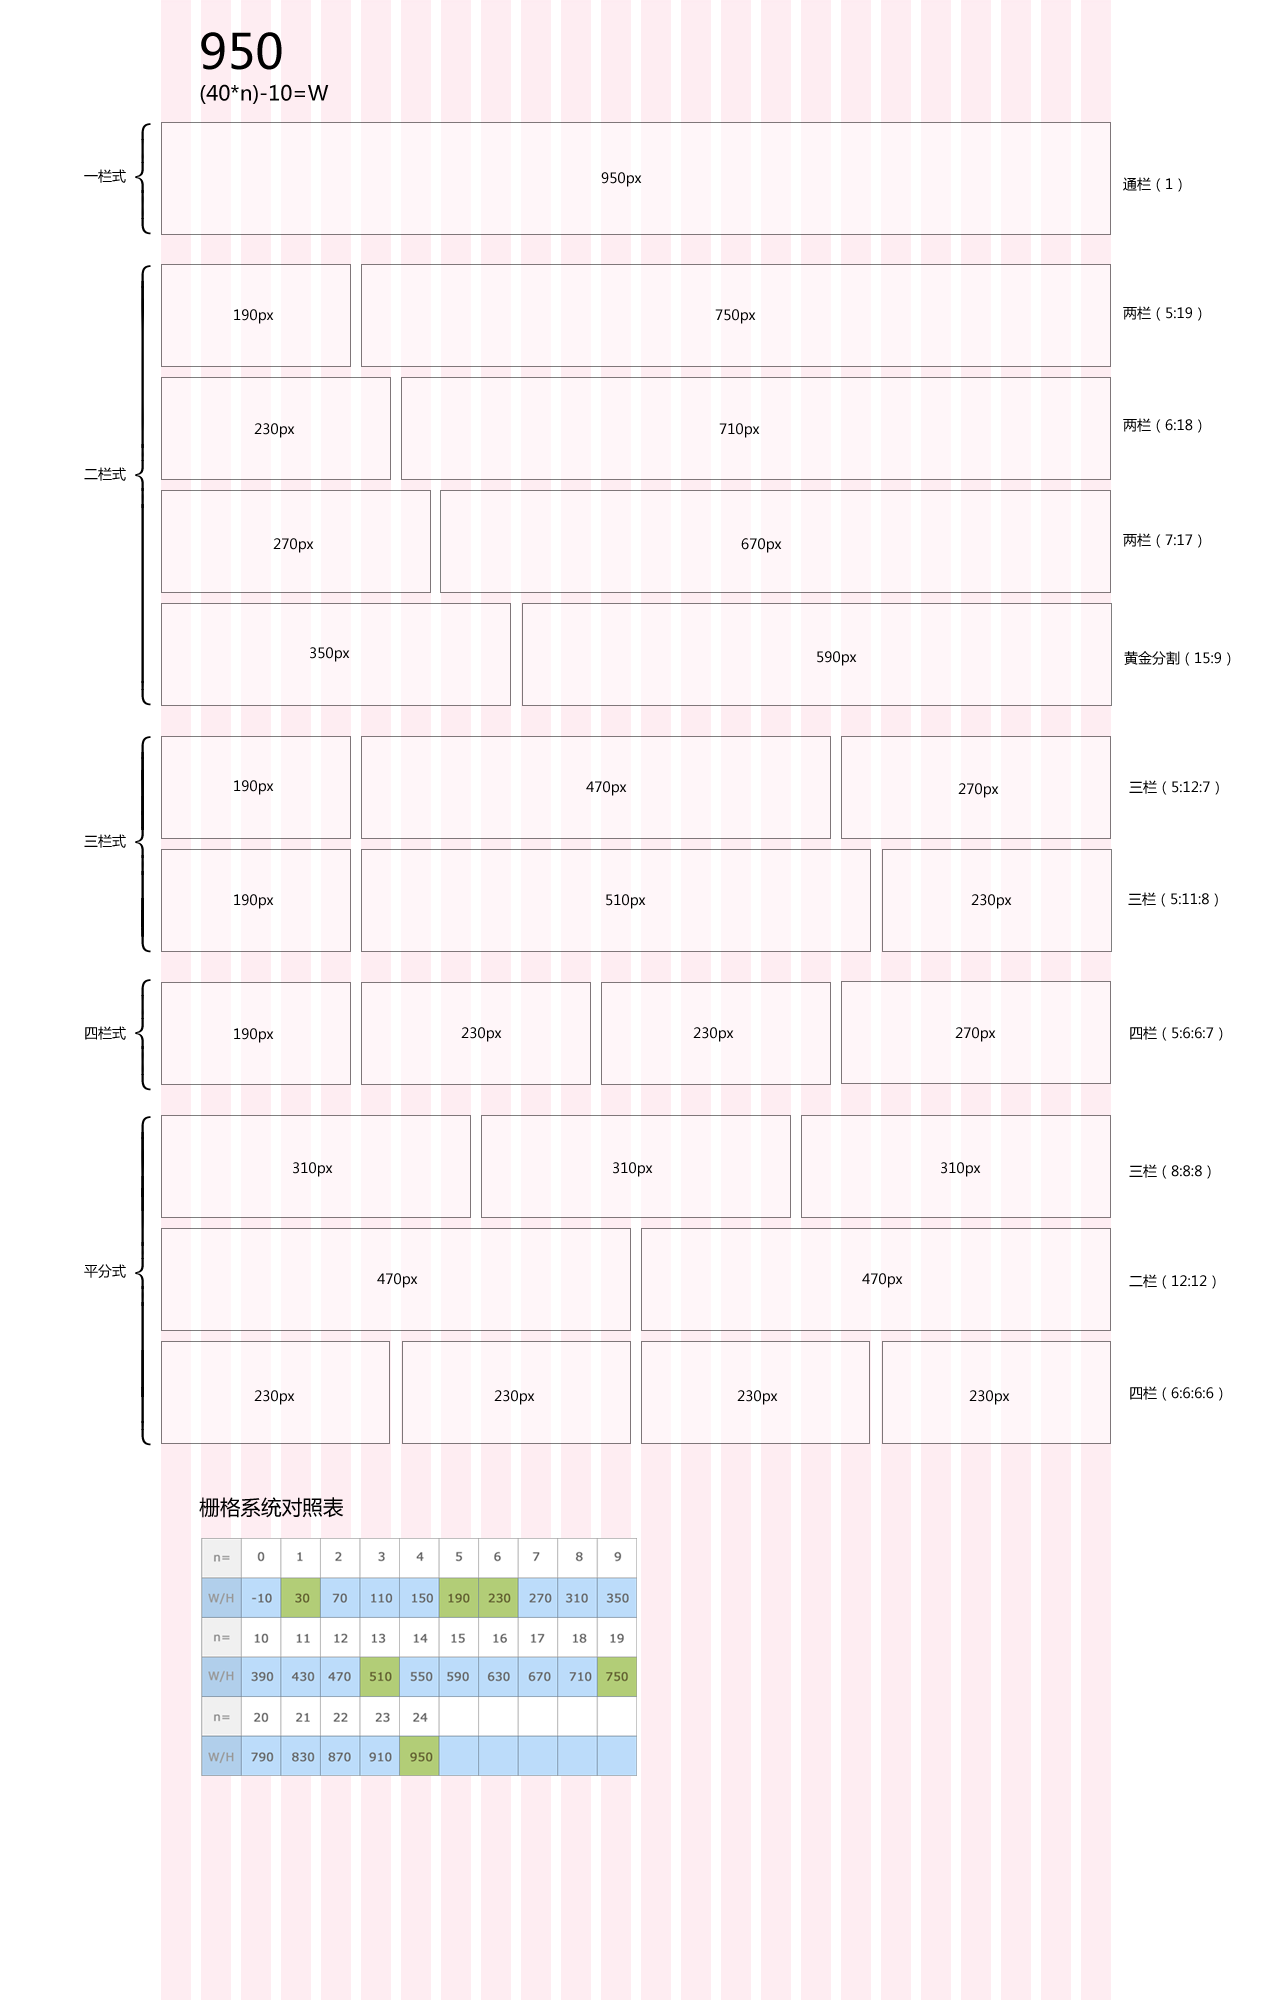 950
(40*n)-10=W
一栏式
950px
通栏（1）
二栏式
190px 750px 两栏（5:19）
230px 710px 两栏（6:18）
270px 670px 两栏（7:17）
350px 590px 黄金分割（15:9）
三栏式
190px 470px 270px 三栏（5:12:7）
190px 510px 230px 三栏（5:11:8）
四栏式
190px 230px 230px 270px 四栏（5:6:6:7）
平分式
310px 310px 310px 三栏（8:8:8）
470px 470px 二栏（12:12）
230px 230px 230px 230px 四栏（6:6:6:6）
栅格系统对照表
n= 0 1 2 3 4 5 6 7 8 9
W/H -10 30 70 110 150 190 230 270 310 350
n= 10 11 12 13 14 15 16 17 18 19
W/H 390 430 470 510 550 590 630 670 710 750
n= 20 21 22 23 24
W/H 790 830 870 910 950